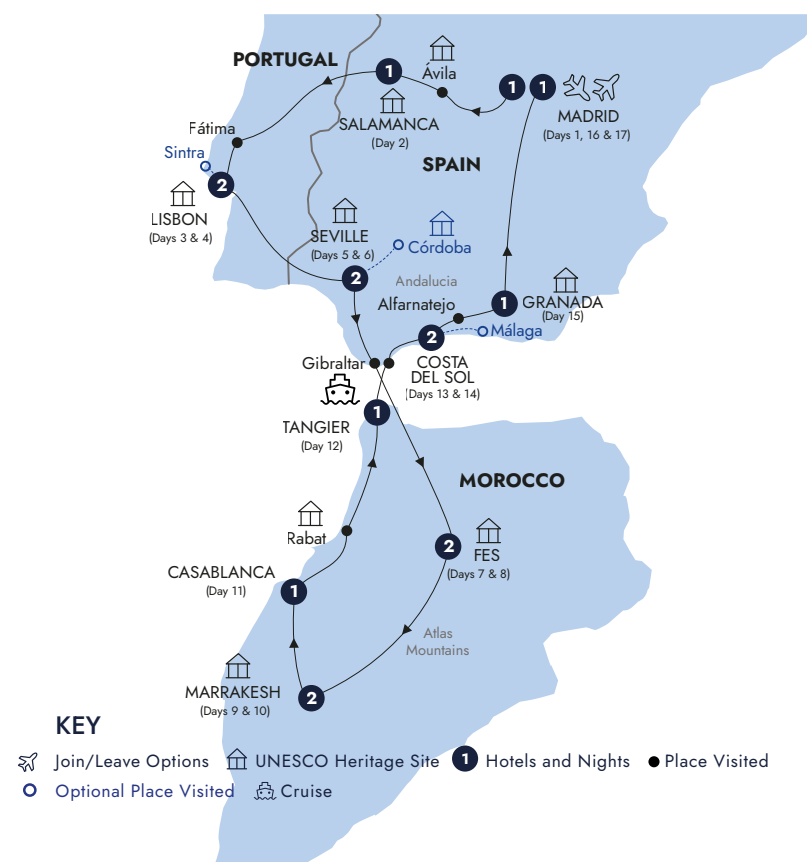 PORTUGAL
1
Ávila
1
1
MADRID
(Days 1, 16 & 17)
SALAMANCA
(Day 2)
Fátima
Sintra
SPAIN
2
LISBON
(Days 3 & 4)
SEVILLE
(Days 5 & 6)
Córdoba
2
Andalucia
Alfarnatejo
1
GRANADA
(Day 15)
2
Málaga
Gibraltar
COSTA
DEL SOL
(Days 13 & 14)
1
TANGIER
(Day 12)
MOROCCO
Rabat
2
FES
(Days 7 & 8)
CASABLANCA
(Day 11)
1
Atlas
Mountains
MARRAKESH
(Days 9 & 10)
2
KEY
Join/Leave Options
UNESCO Heritage Site
1
Hotels and Nights
Place Visited
Optional Place Visited
Cruise